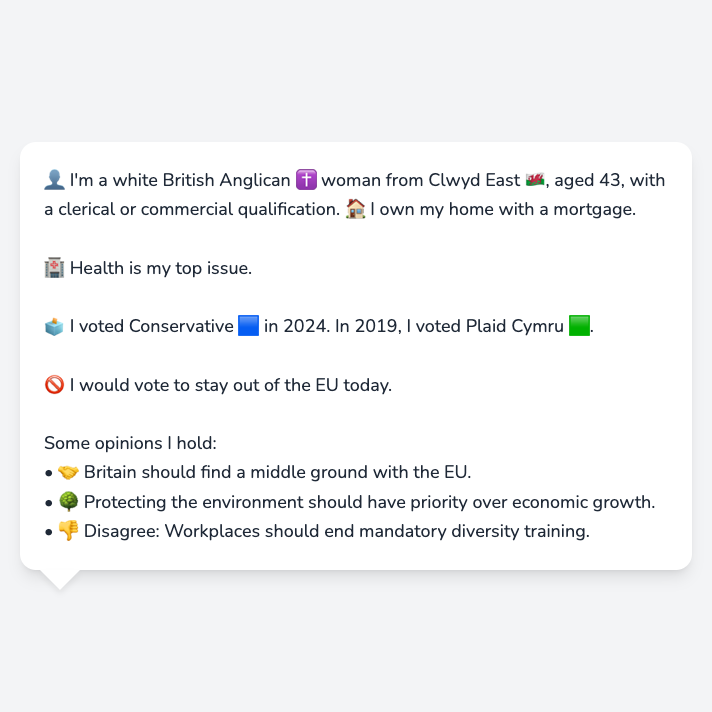 👤 I'm a white British Anglican ✝️ woman from Clwyd East 🏴󠁧󠁢󠁷󠁬󠁳󠁿, aged 43, with
a clerical or commercial qualification. 🏠 I own my home with a mortgage.
🏥 Health is my top issue.
🗳️ I voted Conservative 🟦 in 2024. In 2019, I voted Plaid Cymru 🟩.
🚫 I would vote to stay out of the EU today.
Some opinions I hold:
• 🤝 Britain should find a middle ground with the EU.
• 🌳 Protecting the environment should have priority over economic growth.
• 👎 Disagree: Workplaces should end mandatory diversity training.